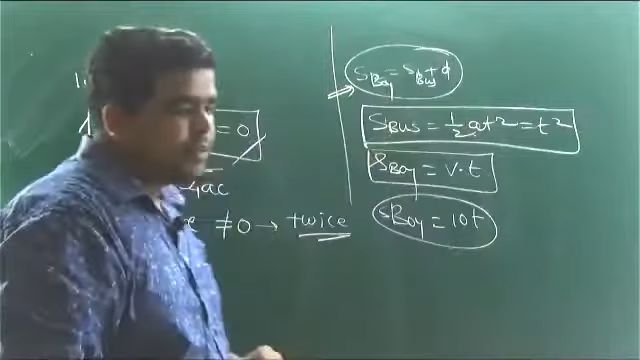 = 0
4ac
≠0 → twice
S_Boy = S_Bus + d
S_BUS = 1/2 at² = t²
S_Boy = V·t
S_Boy = 10t